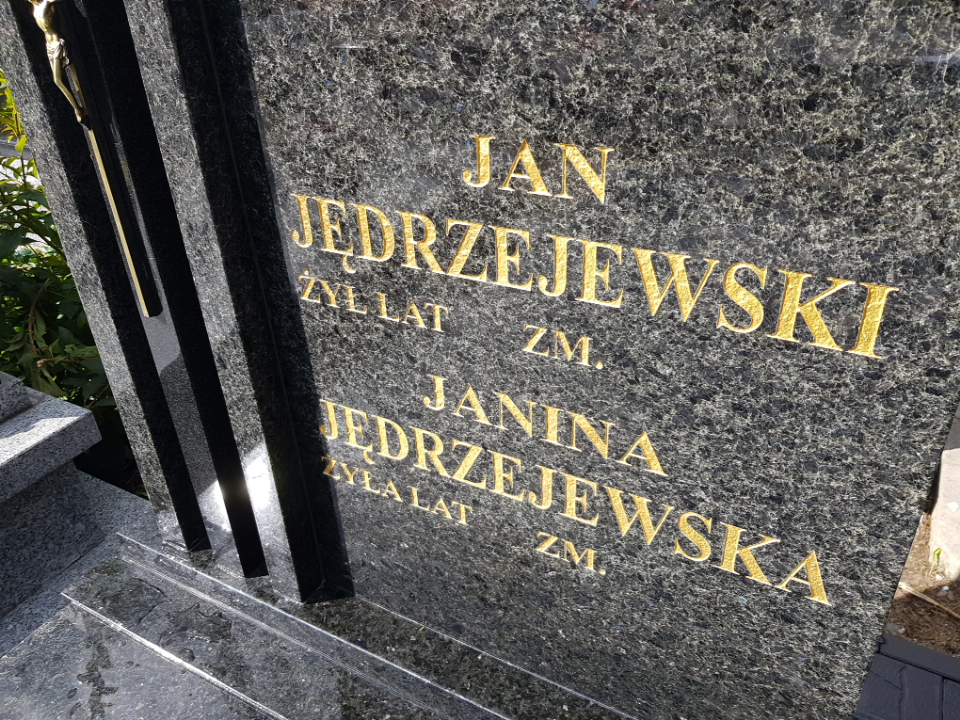 JAN
JĘDRZEJEWSKI
ŻYŁ LAT ZM.
JANINA
JĘDRZEJEWSKA
ŻYŁA LAT ZM.